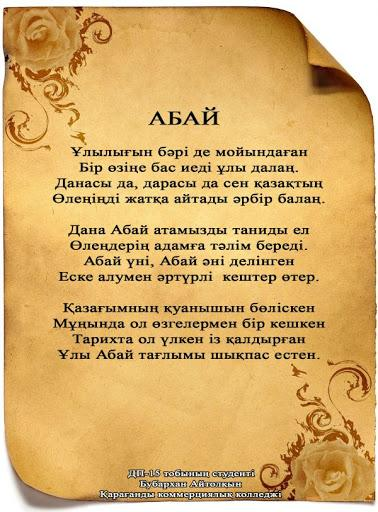 АБАЙ
Ұлылығын бәрі де мойындаған
Бір өзіңе бас иеді ұлы далаң.
Данасы да, дарасы да сен қазақтың
Өлеңіңді жатқа айтады әрбір балаң.
Дана Абай атамызды таниды ел
Өлеңдерің адамға тәлім береді.
Абай үні, Абай әні делінген
Еске алумен әртүрлі кештер өтер.
Қазағымның қуанышын бөліскен
Мұңында ол өзгелермен бір кешкен
Тарихта ол үлкен із қалдырған
Ұлы Абай тағлымы шықпас естен.
ДП-15 тобының студенті
Бубархан Айтолкын
Қарағанды коммерциялық колледжі